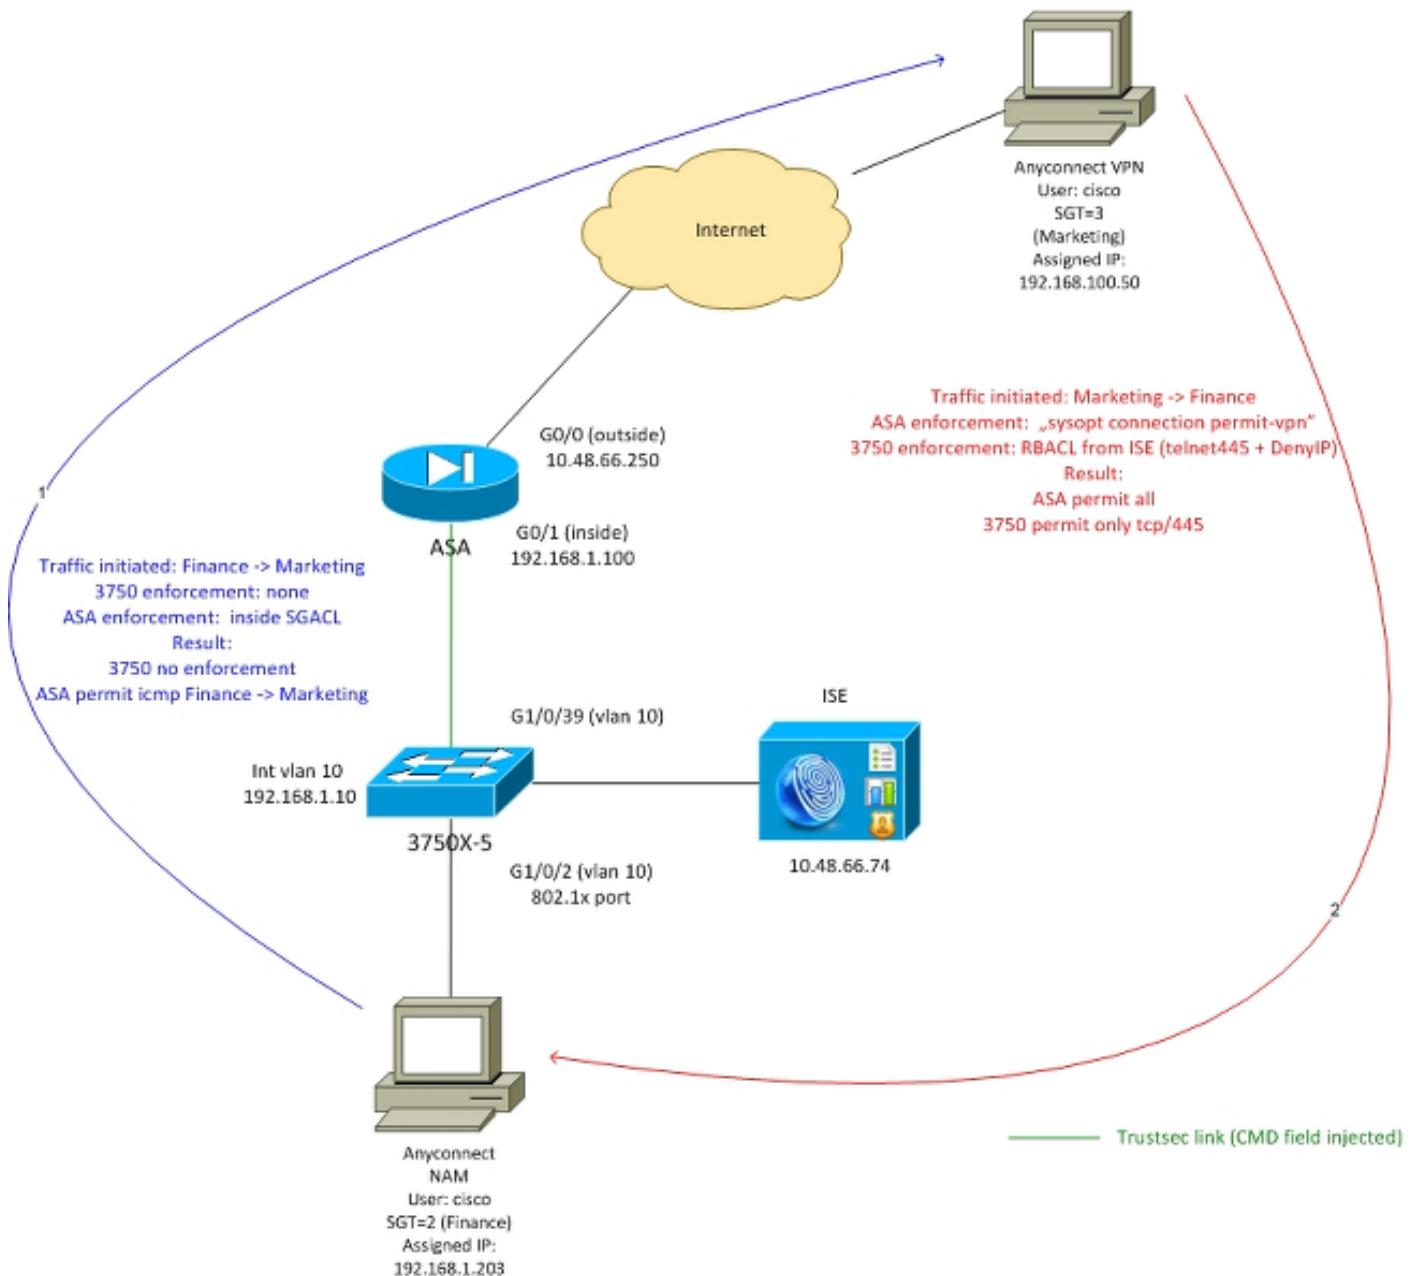 Anyconnect VPN
User: cisco
SGT=3
(Marketing)
Assigned IP:
192.168.100.50
Internet
Traffic initiated: Marketing -> Finance
ASA enforcement: „sysopt connection permit-vpn"
3750 enforcement: RBACL from ISE (telnet445 + DenyIP)
Result:
ASA permit all
3750 permit only tcp/445
G0/0 (outside)
10.48.66.250
ASA
G0/1 (inside)
192.168.1.100
1
Traffic initiated: Finance -> Marketing
3750 enforcement: none
ASA enforcement: inside SGACL
Result:
3750 no enforcement
ASA permit icmp Finance -> Marketing
G1/0/39 (vlan 10)
ISE
Int vlan 10
192.168.1.10
3750X-5
10.48.66.74
G1/0/2 (vlan 10)
802.1x port
2
Trustsec link (CMD field injected)
Anyconnect
NAM
User: cisco
SGT=2 (Finance)
Assigned IP:
192.168.1.203